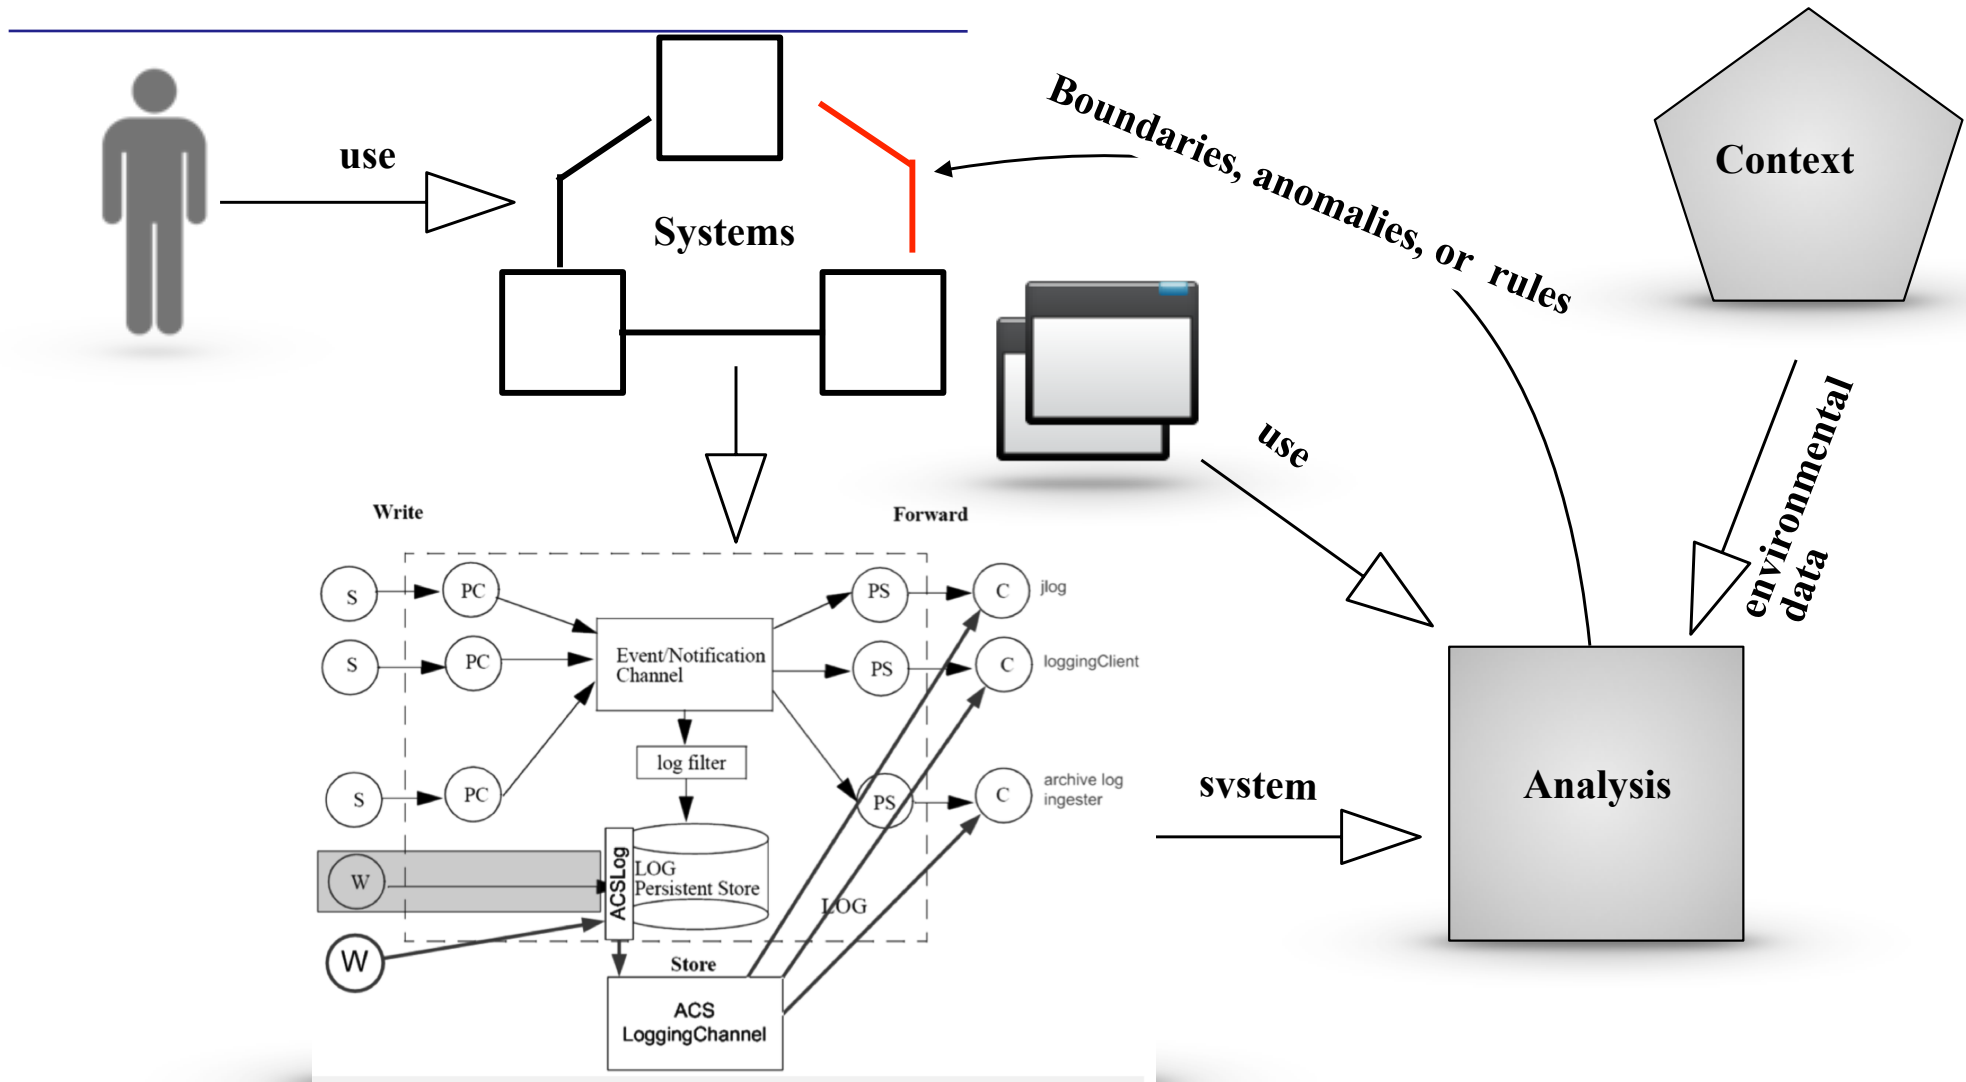 use
Systems
Boundaries, anomalies, or rules
Context
use
environmental
data
Write
Forward
S
PC
PS
C
jlog
S
PC
Event/Notification
Channel
PS
C
loggingClient
log filter
S
PC
PS
C
archive log
ingester
system
Analysis
W
ACSLog
LOG
Persistent Store
LOG
W
Store
ACS
LoggingChannel